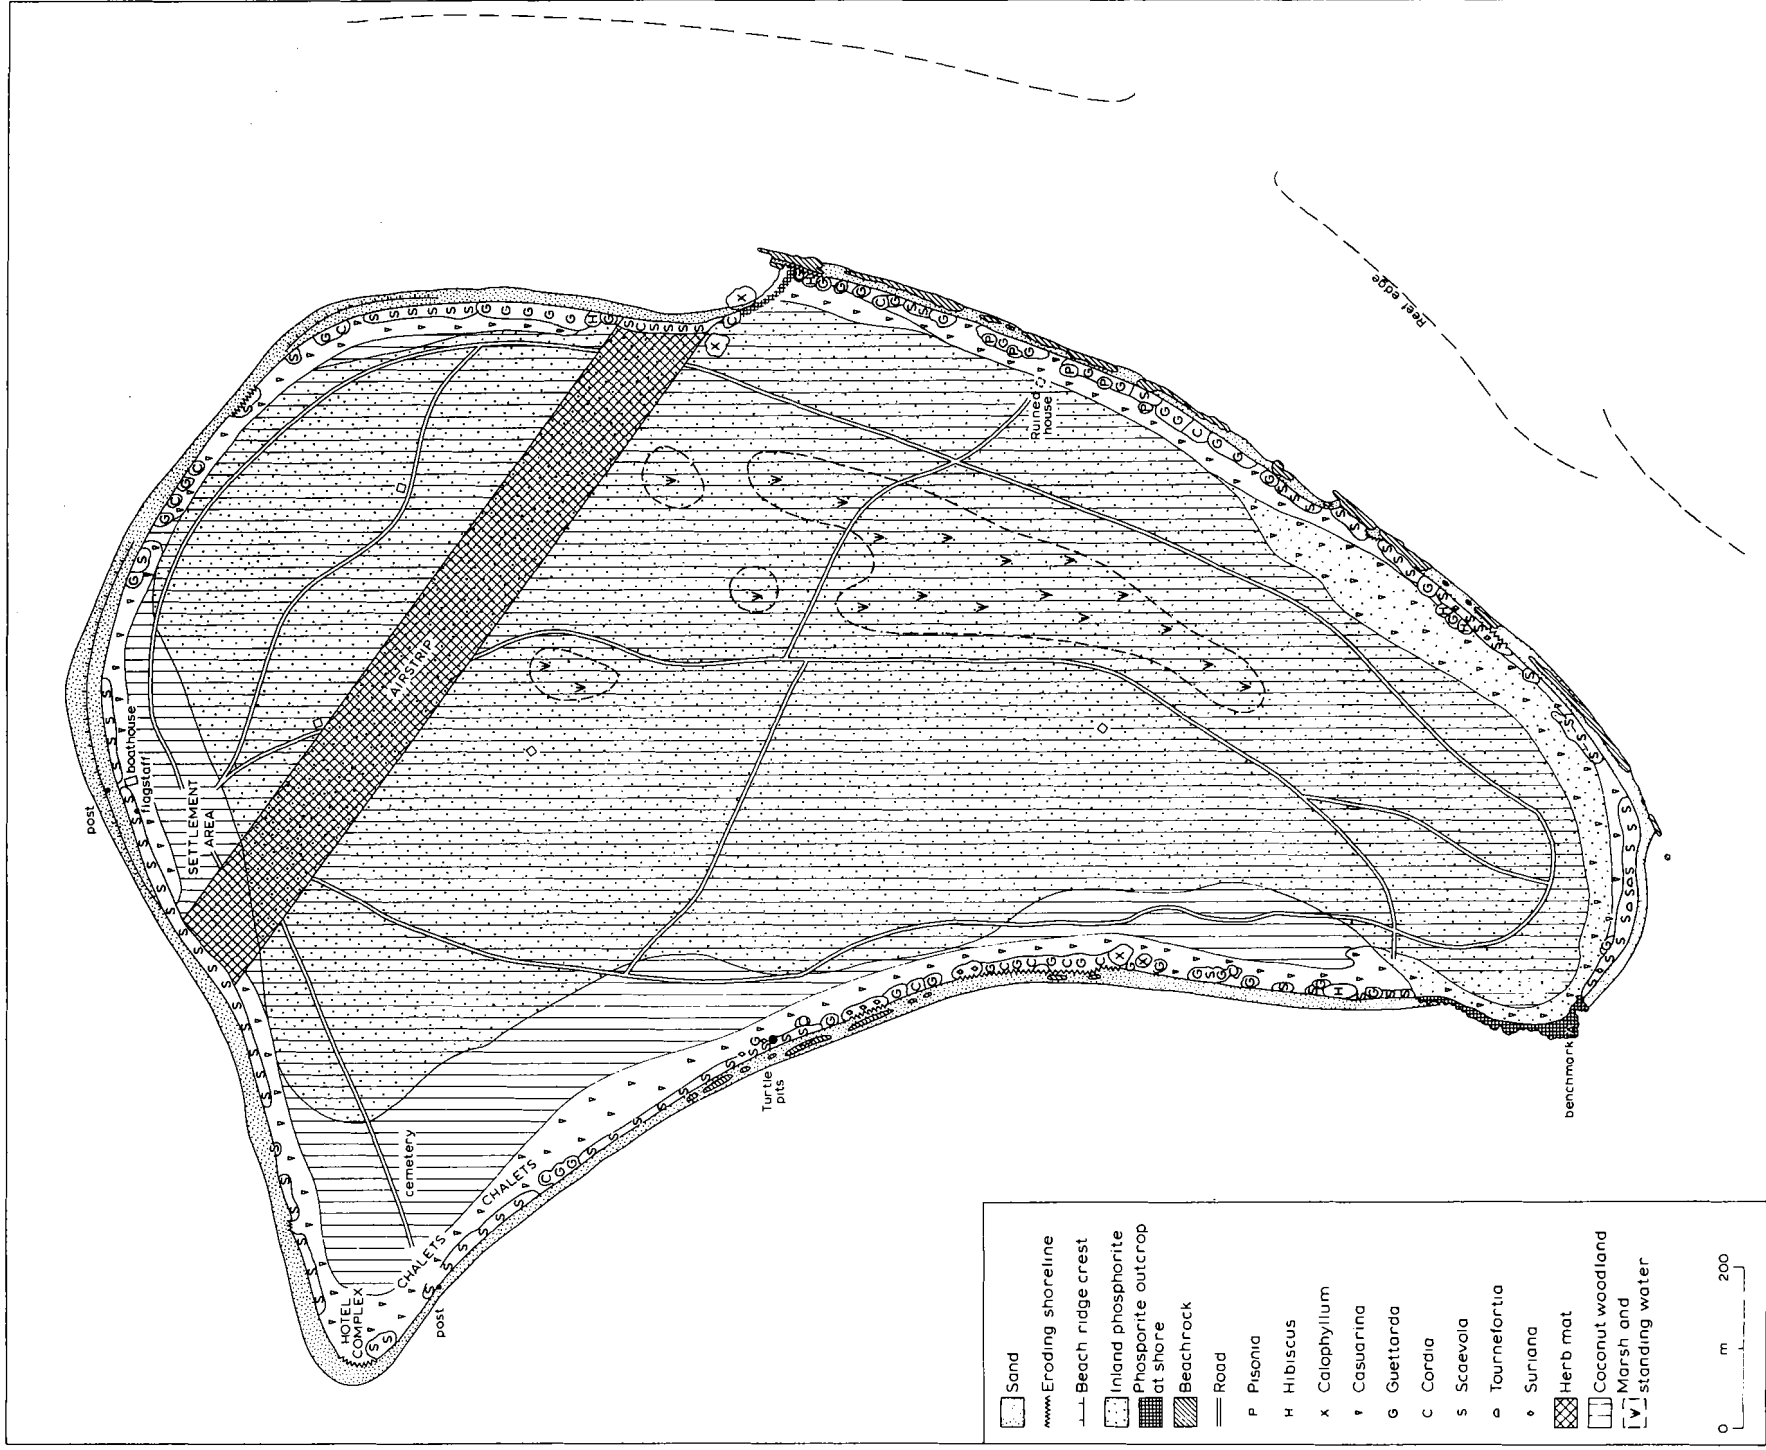 Reef edge
post
boathouse
flagstaff
SETTLEMENT
AREA
AIRSTRIP
Ruined
house
cemetery
HOTEL
COMPLEX
CHALETS
CHALETS
post
Turtle
pits
benchmark
Sand
Eroding shoreline
Beach ridge crest
Inland phosphorite
Phosporite outcrop
at shore
Beachrock
Road
P Pisonia
H Hibiscus
x Calophyllum
Casuarina
G Guettarda
C Cordia
S Scaevola
Tournefortia
Suriana
Herb mat
Coconut woodland
Marsh and
standing water
0 m 200